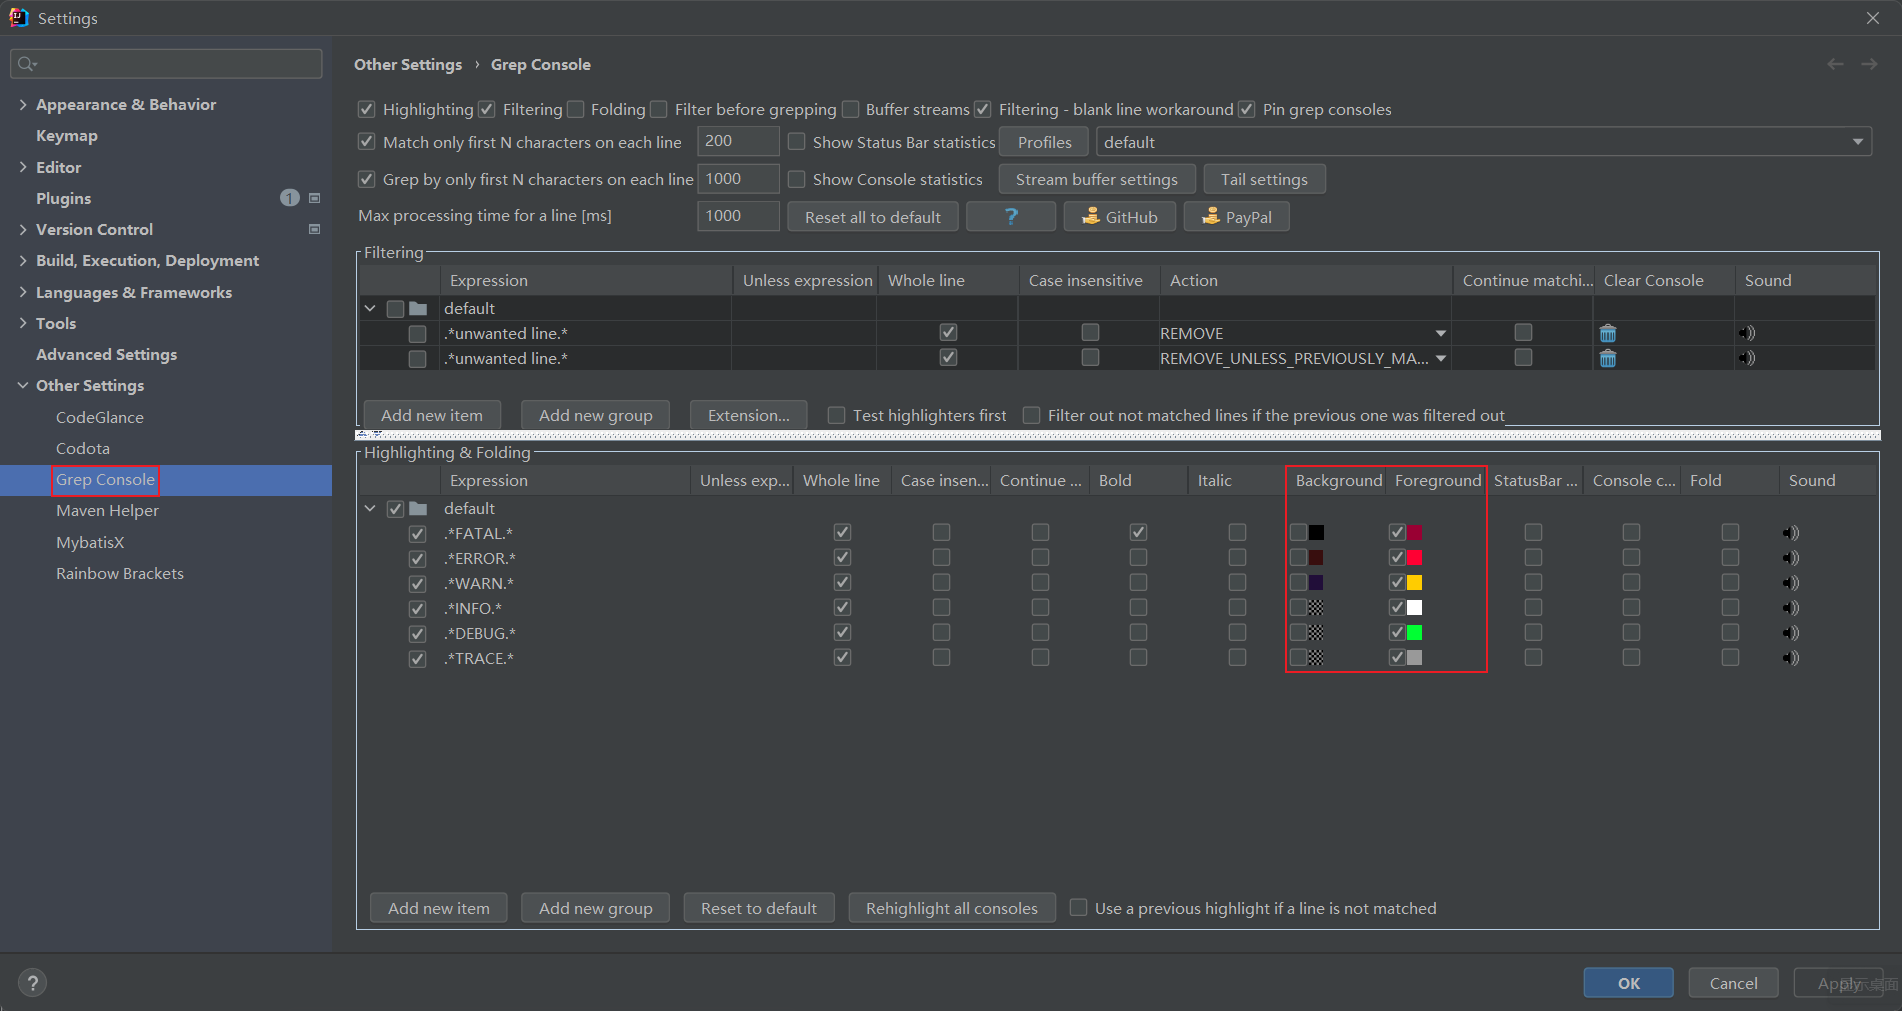 Settings
Other Settings › Grep Console
Appearance & Behavior
Keymap
Editor
Plugins 1
Version Control
Build, Execution, Deployment
Languages & Frameworks
Tools
Advanced Settings
Other Settings
CodeGlance
Codota
Grep Console
Maven Helper
MybatisX
Rainbow Brackets
Highlighting Filtering Folding Filter before grepping Buffer streams Filtering - blank line workaround Pin grep consoles
Match only first N characters on each line 200 Show Status Bar statistics Profiles default
Grep by only first N characters on each line 1000 Show Console statistics Stream buffer settings Tail settings
Max processing time for a line [ms] 1000 Reset all to default ? GitHub PayPal
Filtering
Expression Unless expression Whole line Case insensitive Action Continue matchi... Clear Console Sound
default
.*unwanted line.* REMOVE
.*unwanted line.* REMOVE_UNLESS_PREVIOUSLY_MA...
Add new item Add new group Extension... Test highlighters first Filter out not matched lines if the previous one was filtered out
Highlighting & Folding
Expression Unless exp... Whole line Case insen... Continue ... Bold Italic Background Foreground StatusBar ... Console c... Fold Sound
default
.*FATAL.*
.*ERROR.*
.*WARN.*
.*INFO.*
.*DEBUG.*
.*TRACE.*
Add new item Add new group Reset to default Rehighlight all consoles Use a previous highlight if a line is not matched
? OK Cancel Apply
显示桌面